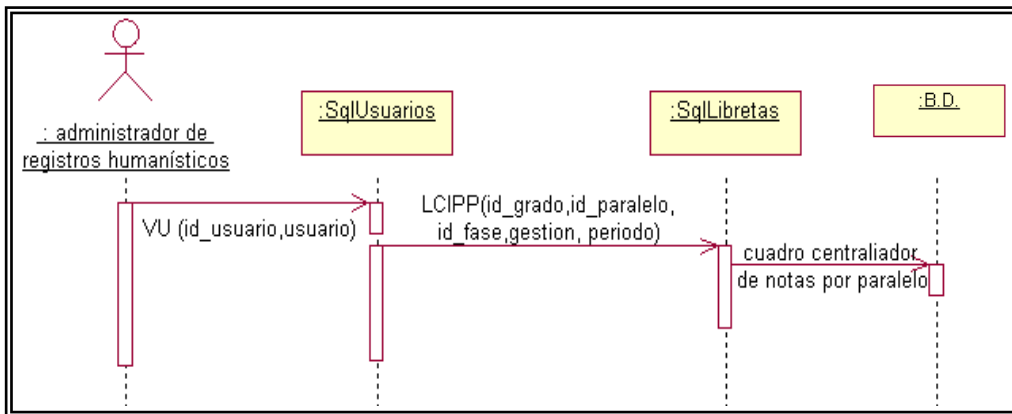 : administrador de
registros humanísticos
:SqlUsuarios
:SqlLibretas
:B.D.
VU (id_usuario,usuario)
LCIPP(id_grado,id_paralelo,
id_fase,gestion, periodo)
cuadro centraliador
de notas por paralelo